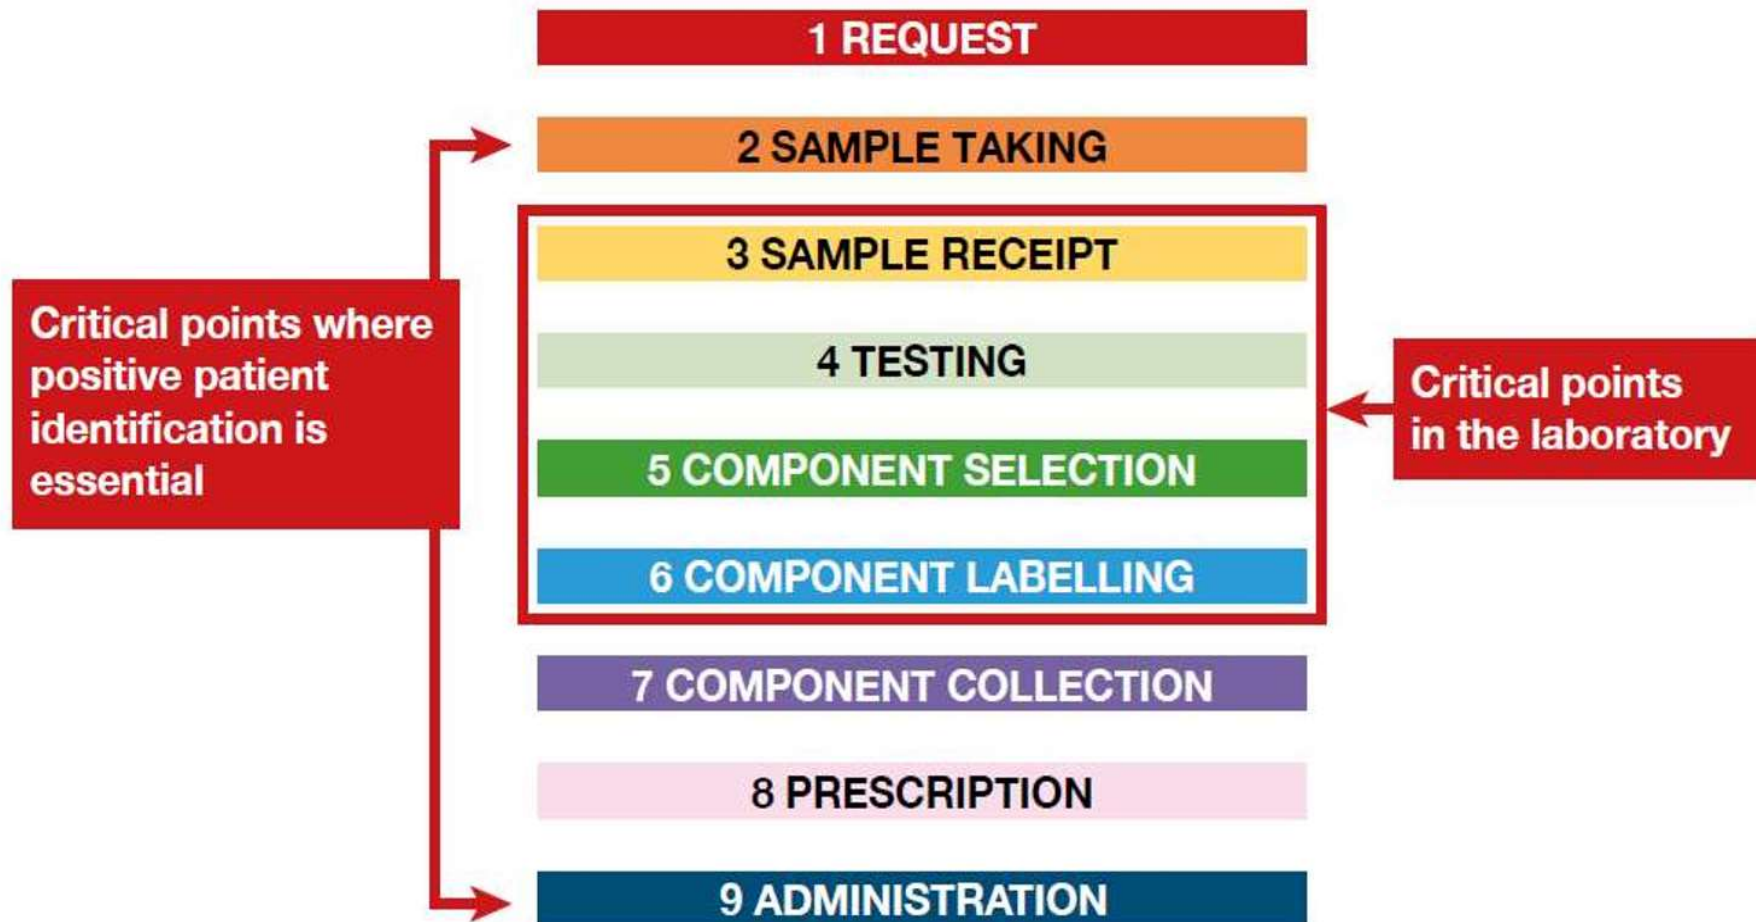 1 REQUEST
2 SAMPLE TAKING
3 SAMPLE RECEIPT
4 TESTING
5 COMPONENT SELECTION
6 COMPONENT LABELLING
7 COMPONENT COLLECTION
8 PRESCRIPTION
9 ADMINISTRATION
Critical points where
positive patient
identification is
essential
Critical points
in the laboratory